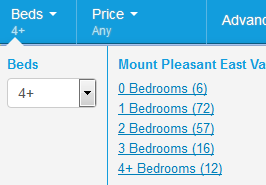 Beds Price Advanc
4+ Any
Beds Mount Pleasant East Va
4+ 0 Bedrooms (6)
1 Bedrooms (72)
2 Bedrooms (57)
3 Bedrooms (16)
4+ Bedrooms (12)